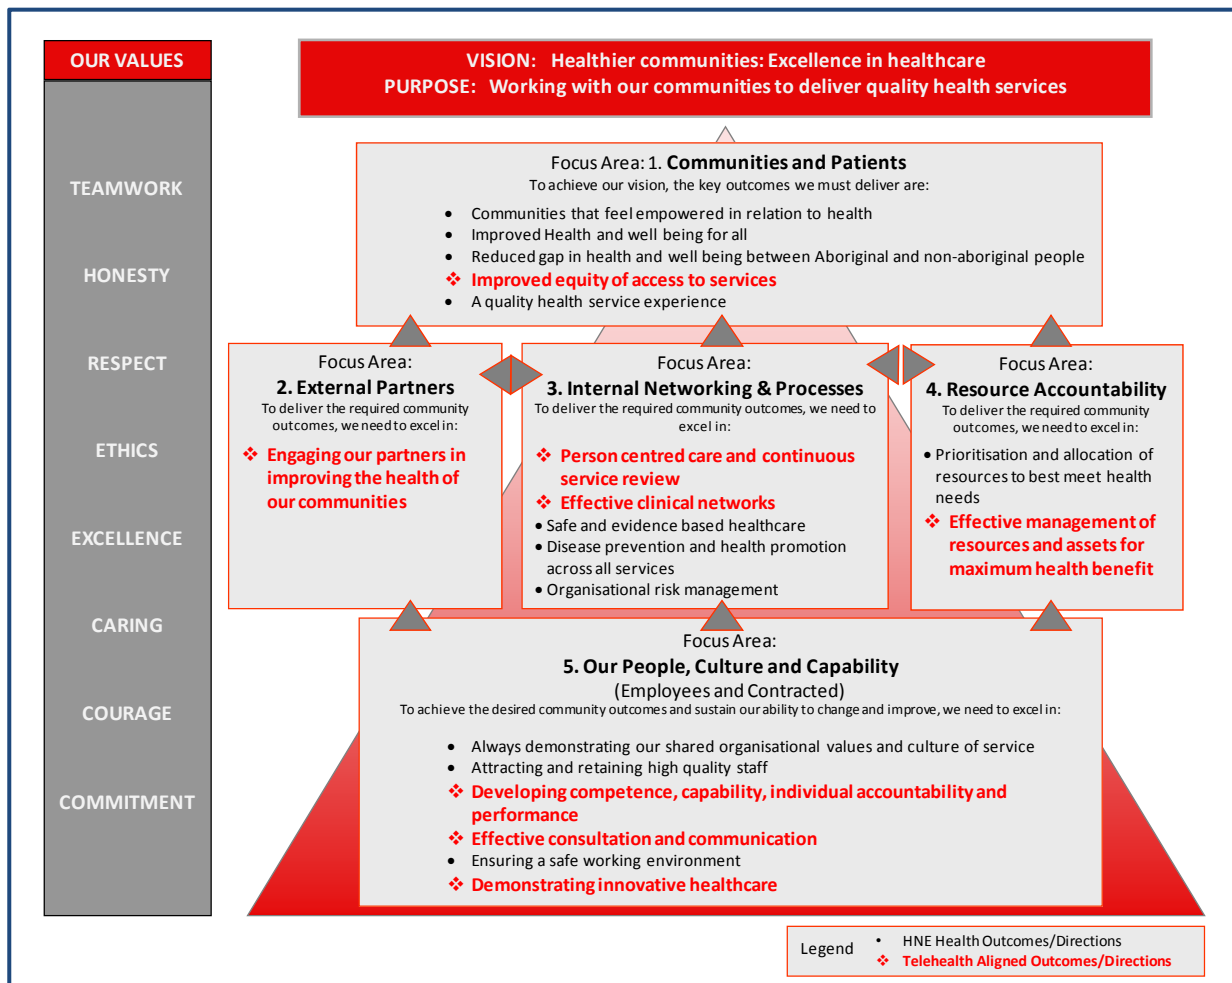 OUR VALUES
TEAMWORK
HONESTY
RESPECT
ETHICS
EXCELLENCE
CARING
COURAGE
COMMITMENT
VISION: Healthier communities: Excellence in healthcare
PURPOSE: Working with our communities to deliver quality health services
Focus Area: 1. Communities and Patients
To achieve our vision, the key outcomes we must deliver are:
• Communities that feel empowered in relation to health
• Improved Health and well being for all
• Reduced gap in health and well being between Aboriginal and non-aboriginal people
❖ Improved equity of access to services
• A quality health service experience
Focus Area:
2. External Partners
To deliver the required community
outcomes, we need to excel in:
❖ Engaging our partners in
improving the health of
our communities
Focus Area:
3. Internal Networking & Processes
To deliver the required community outcomes, we need to
excel in:
❖ Person centred care and continuous
service review
❖ Effective clinical networks
• Safe and evidence based healthcare
• Disease prevention and health promotion
across all services
• Organisational risk management
Focus Area:
4. Resource Accountability
To deliver the required community
outcomes, we need to excel in:
• Prioritisation and allocation of
resources to best meet health
needs
❖ Effective management of
resources and assets for
maximum health benefit
Focus Area:
5. Our People, Culture and Capability
(Employees and Contracted)
To achieve the desired community outcomes and sustain our ability to change and improve, we need to excel in:
• Always demonstrating our shared organisational values and culture of service
• Attracting and retaining high quality staff
❖ Developing competence, capability, individual accountability and
performance
❖ Effective consultation and communication
• Ensuring a safe working environment
❖ Demonstrating innovative healthcare
Legend
• HNE Health Outcomes/Directions
❖ Telehealth Aligned Outcomes/Directions